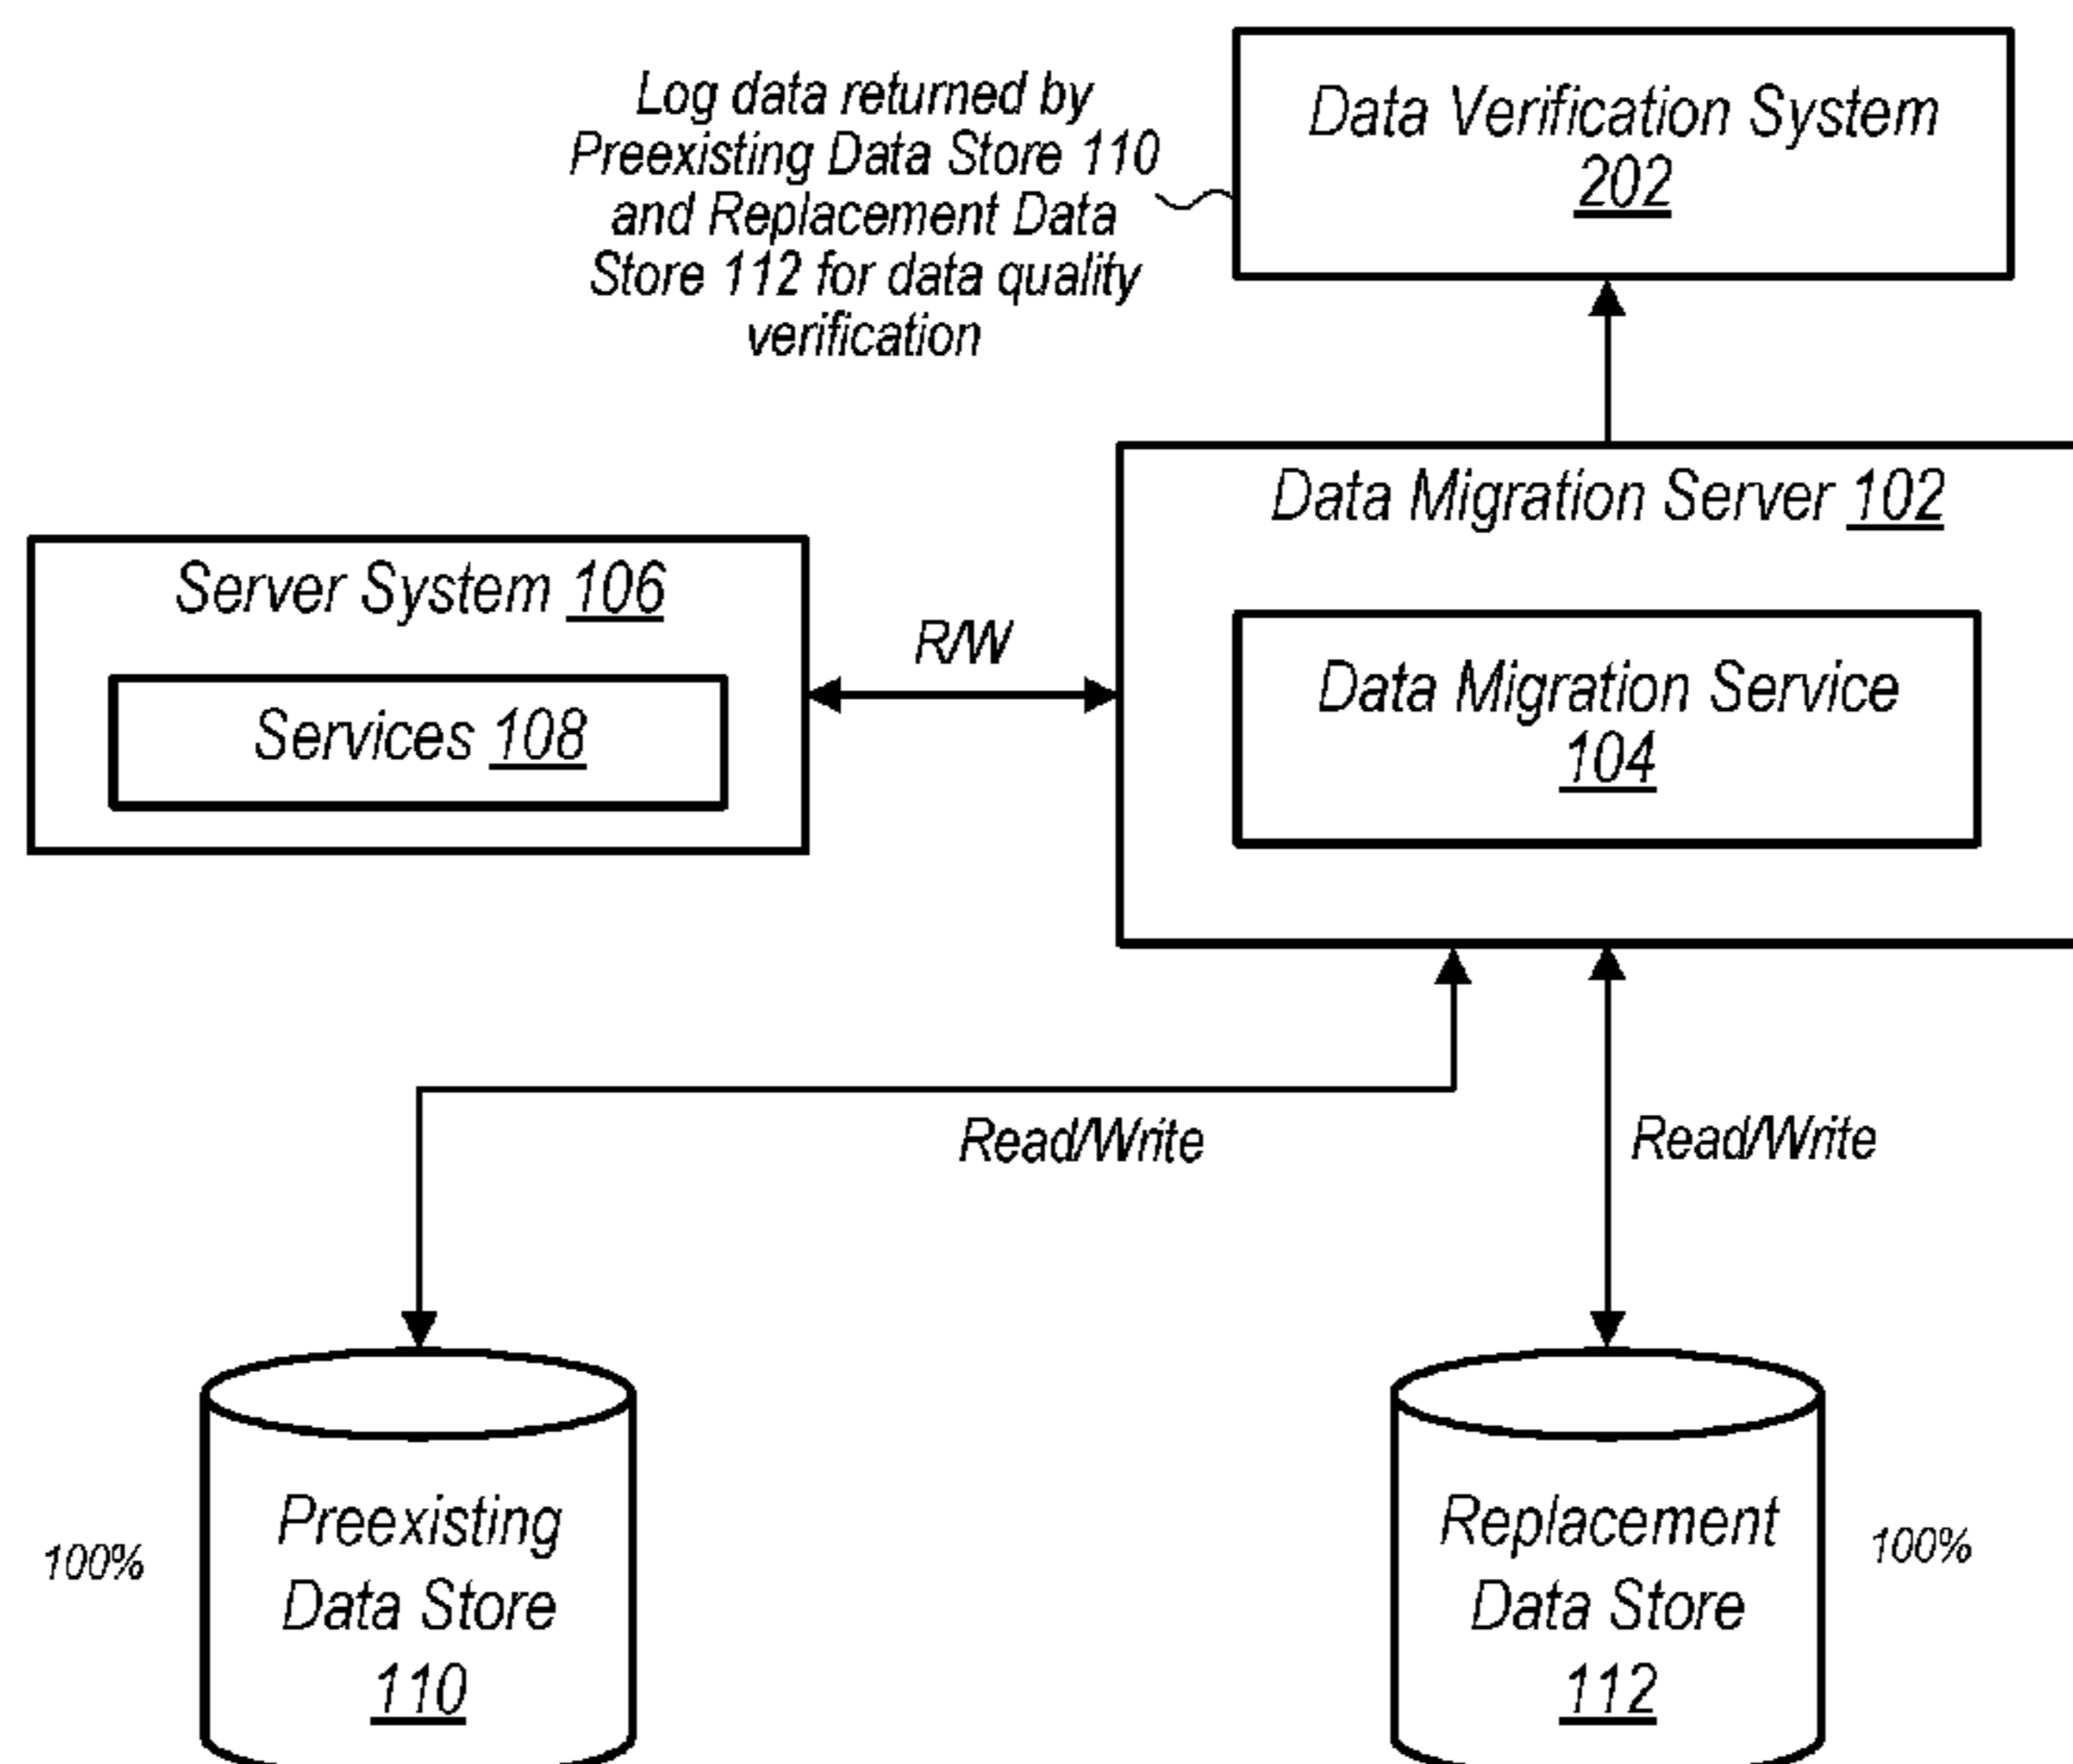 Log data returned by
Preexisting Data Store 110
and Replacement Data
Store 112 for data quality
verification
Data Verification System
202
Data Migration Server 102
Server System 106
R/W
Data Migration Service
104
Services 108
Read/Write
Read/Write
100%
Preexisting
Data Store
110
Replacement
Data Store
112
100%